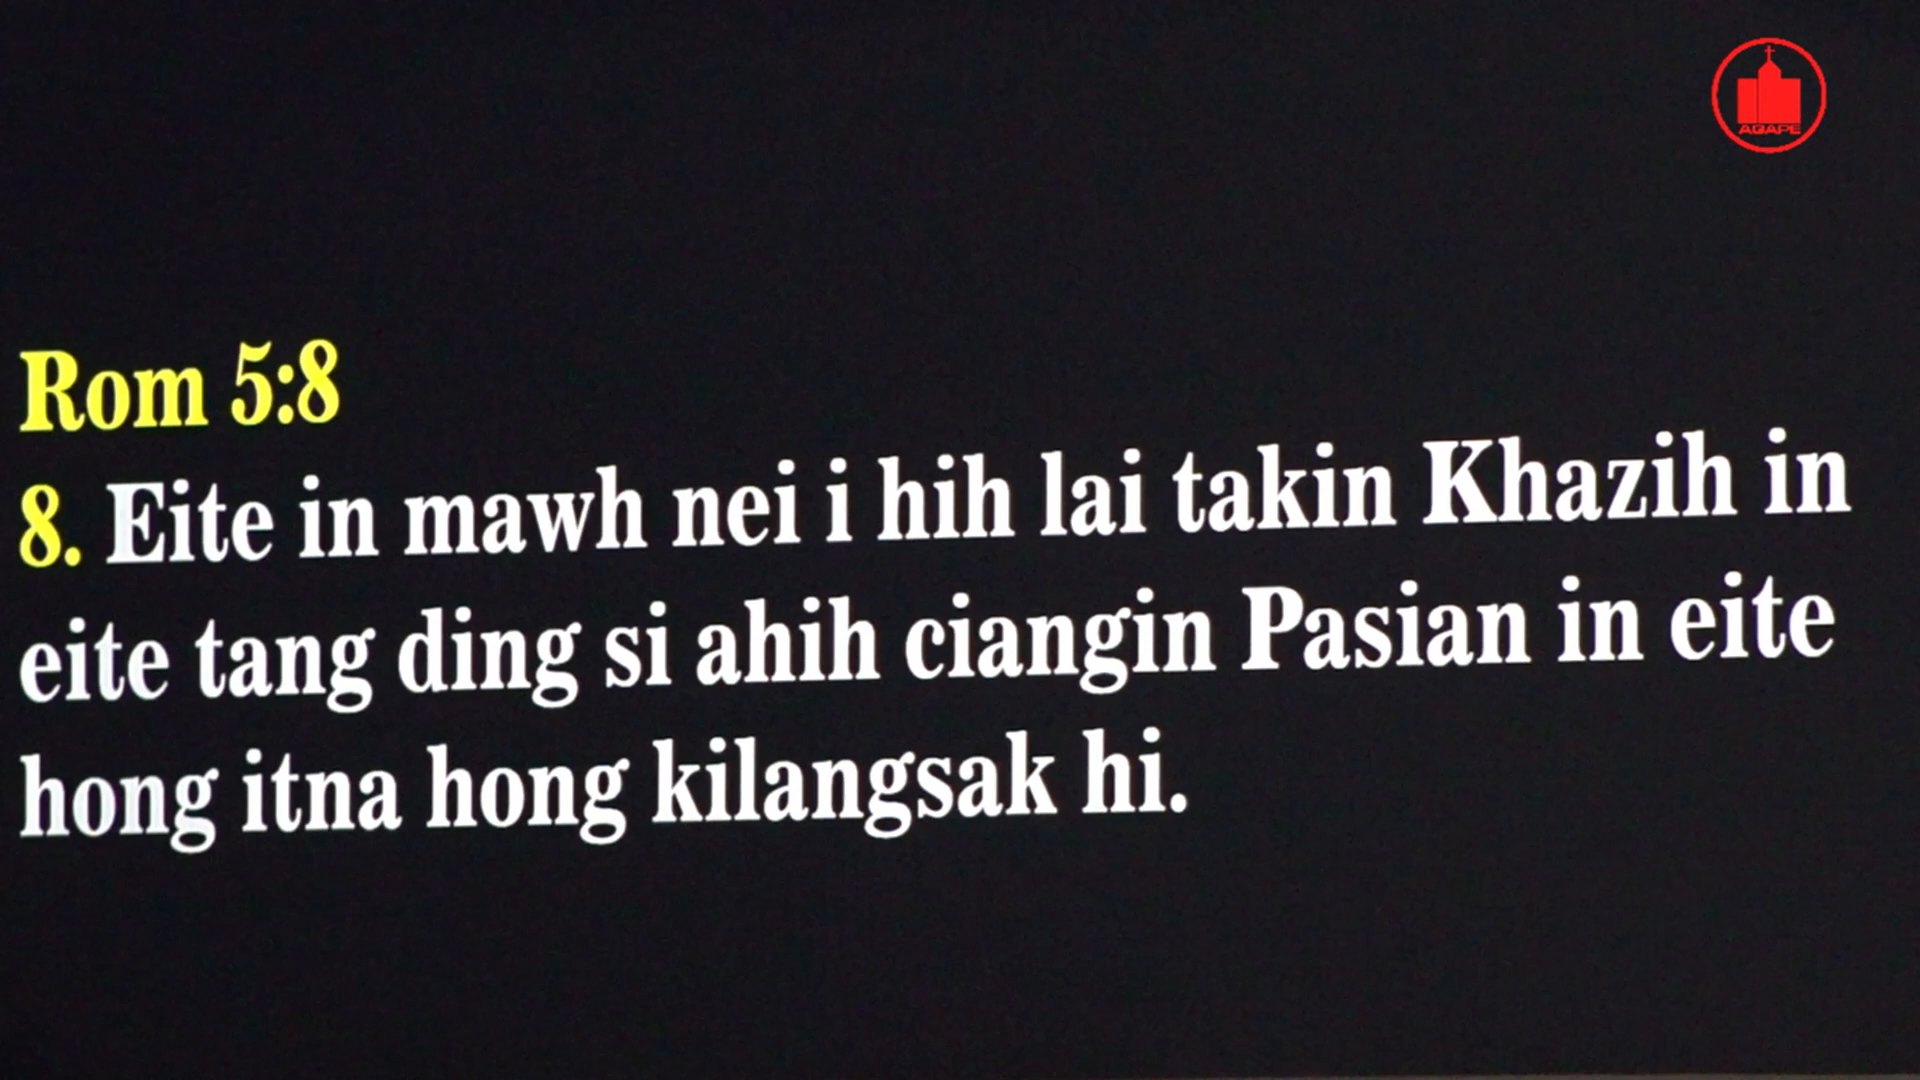 AGAPE
Rom 5:8
8. Eite in mawh nei i hih lai takin Khazih in
eite tang ding si ahih ciangin Pasian in eite
hong itna hong kilangsak hi.